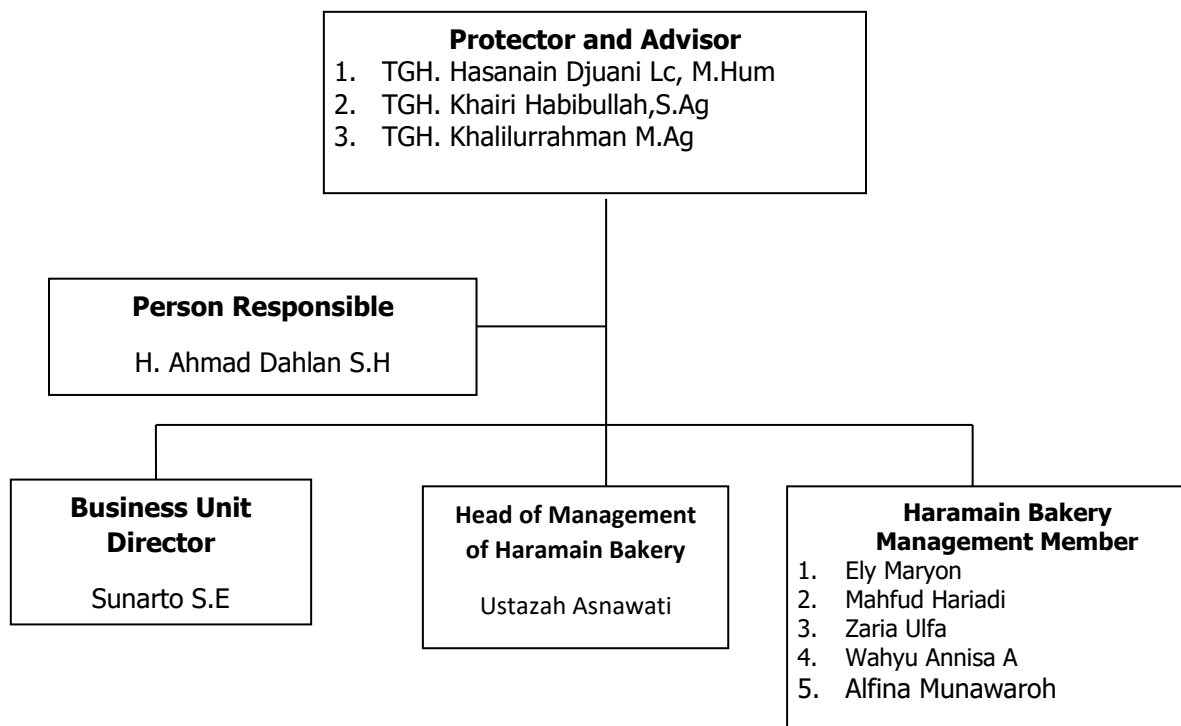 Protector and Advisor
1. TGH. Hasanain Djuani Lc, M.Hum
2. TGH. Khairi Habibullah,S.Ag
3. TGH. Khalilurrahman M.Ag
Person Responsible
H. Ahmad Dahlan S.H
Business Unit
Director
Sunarto S.E
Head of Management
of Haramain Bakery
Ustazah Asnawati
Haramain Bakery
Management Member
1. Ely Maryon
2. Mahfud Hariadi
3. Zaria Ulfa
4. Wahyu Annisa A
5. Alfina Munawaroh